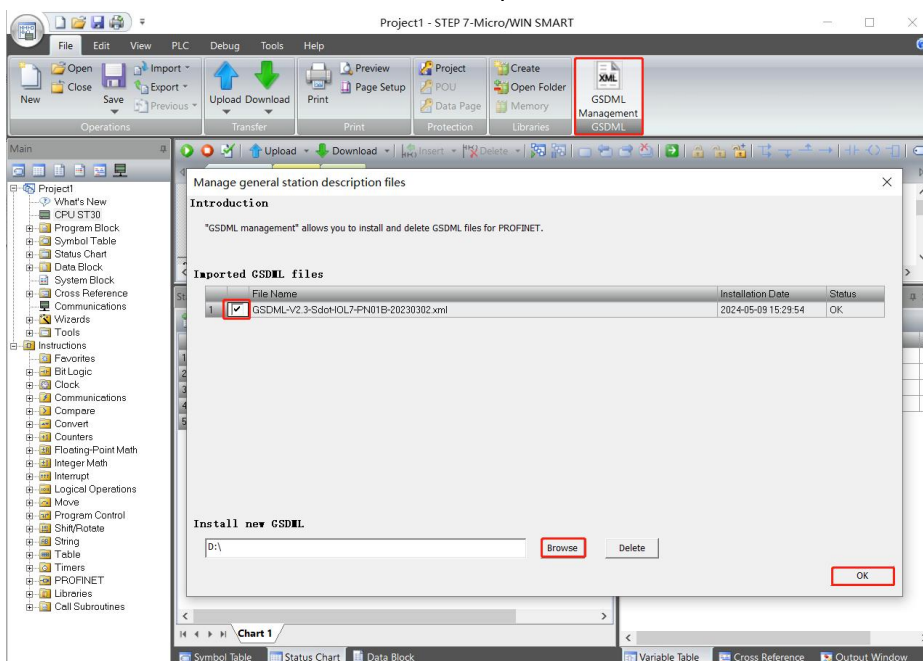 Project1 - STEP 7-Micro/WIN SMART
File Edit View PLC Debug Tools Help
New
Open
Close
Save
Import
Export
Previous
Operations
Upload Download
Transfer
Print
Preview
Page Setup
Print
Project
POU
Data Page
Protection
Create
Open Folder
Memory
Libraries
XML
GSDML
Management
GSDML
Main
Upload Download Insert Delete
Project1
What's New
CPU ST30
Program Block
Symbol Table
Status Chart
Data Block
System Block
Cross Reference
Communications
Wizards
Tools
Instructions
Favorites
Bit Logic
Clock
Communications
Compare
Convert
Counters
Floating-Point Math
Integer Math
Interrupt
Logical Operations
Move
Program Control
Shift/Rotate
String
Table
Timers
PROFINET
Libraries
Call Subroutines
Manage general station description files
Introduction
"GSDML management" allows you to install and delete GSDML files for PROFINET.
Imported GSDML files
File Name Installation Date Status
1 GSDML-V2.3-Sdot-IOL7-PN01B-20230302.xml 2024-05-09 15:29:54 OK
Install new GSDML
D:\ Browse Delete
OK
Chart 1
Symbol Table Status Chart Data Block Variable Table Cross Reference Output Window